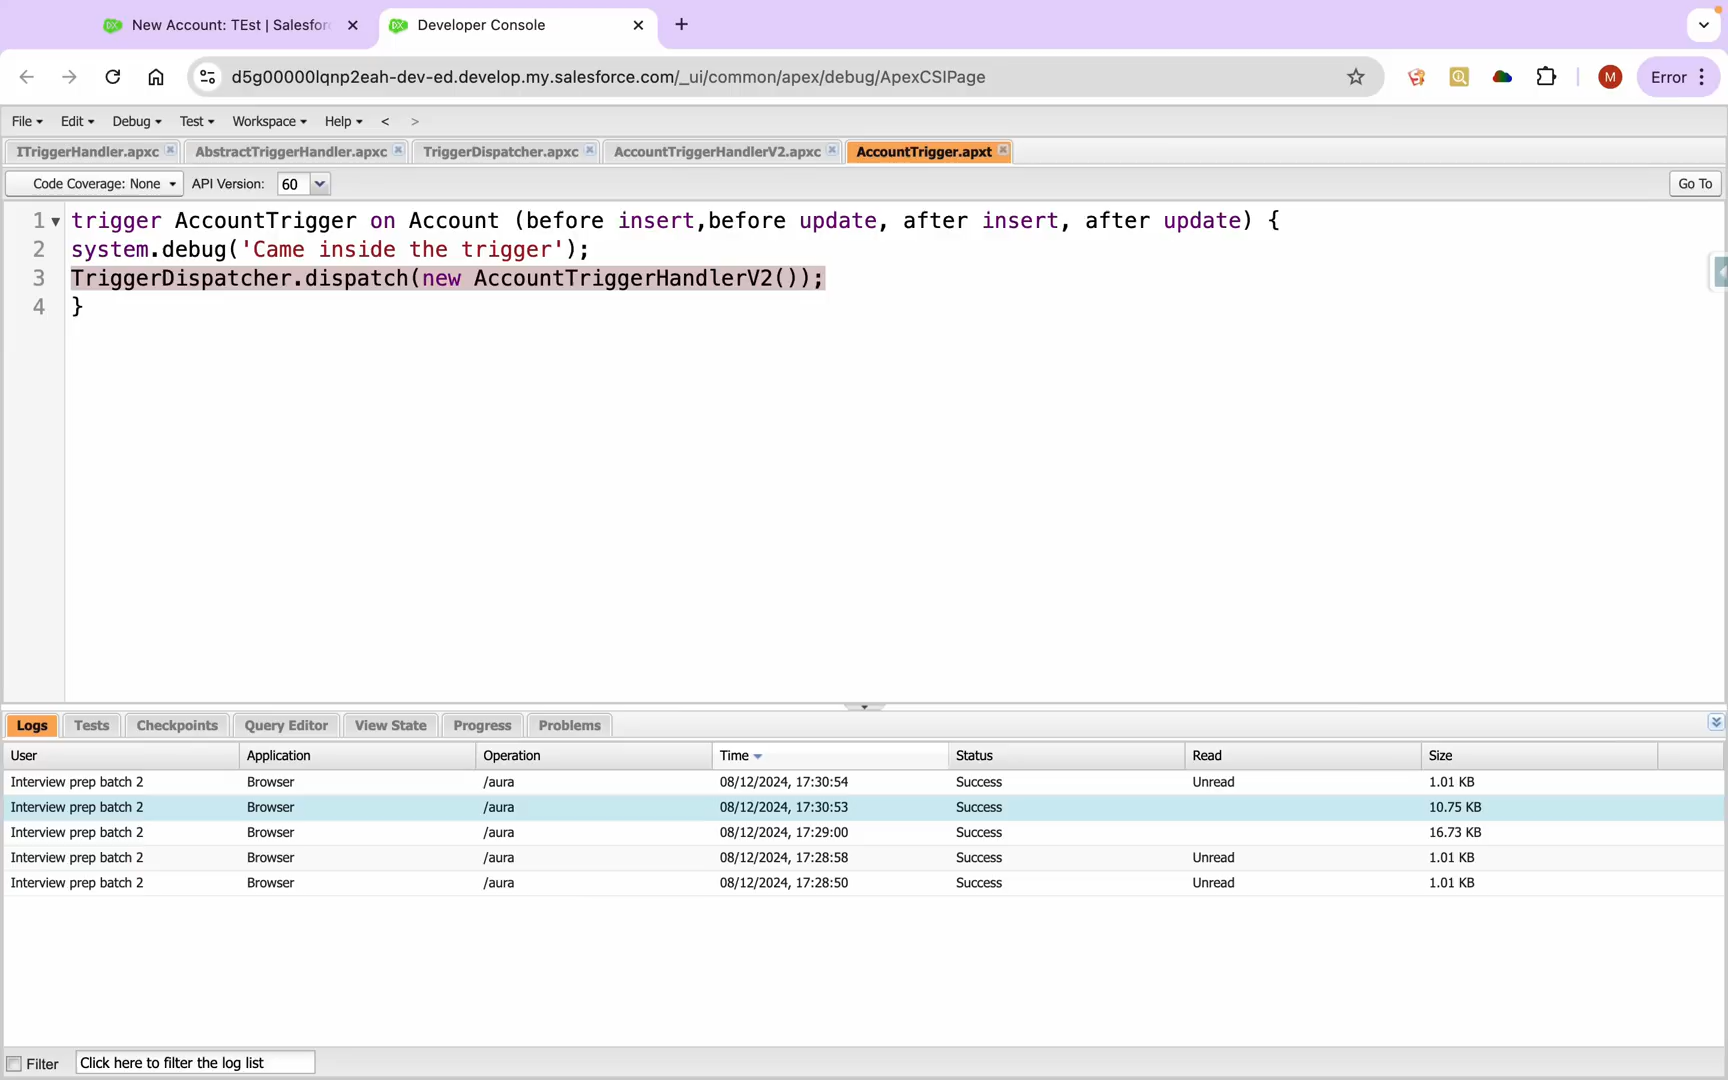 New Account: TEst | Salesforc
Developer Console
d5g00000lqnp2eah-dev-ed.develop.my.salesforce.com/_ui/common/apex/debug/ApexCSIPage
M
Error
File Edit Debug Test Workspace Help < >
ITriggerHandler.apxc AbstractTriggerHandler.apxc TriggerDispatcher.apxc AccountTriggerHandlerV2.apxc AccountTrigger.apxt
Code Coverage: None API Version: 60 Go To
1 trigger AccountTrigger on Account (before insert,before update, after insert, after update) {
2 system.debug('Came inside the trigger');
3 TriggerDispatcher.dispatch(new AccountTriggerHandlerV2());
4 }
Logs Tests Checkpoints Query Editor View State Progress Problems
User Application Operation Time Status Read Size
Interview prep batch 2 Browser /aura 08/12/2024, 17:30:54 Success Unread 1.01 KB
Interview prep batch 2 Browser /aura 08/12/2024, 17:30:53 Success 10.75 KB
Interview prep batch 2 Browser /aura 08/12/2024, 17:29:00 Success 16.73 KB
Interview prep batch 2 Browser /aura 08/12/2024, 17:28:58 Success Unread 1.01 KB
Interview prep batch 2 Browser /aura 08/12/2024, 17:28:50 Success Unread 1.01 KB
Filter Click here to filter the log list